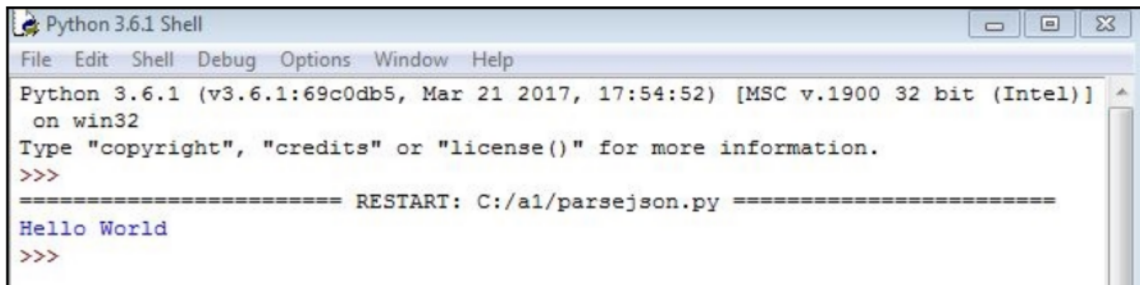 Python 3.6.1 Shell
File Edit Shell Debug Options Window Help
Python 3.6.1 (v3.6.1:69c0db5, Mar 21 2017, 17:54:52) [MSC v.1900 32 bit (Intel)]
 on win32
Type "copyright", "credits" or "license()" for more information.
>>>
======================== RESTART: C:/a1/parsejson.py ========================
Hello World
>>>